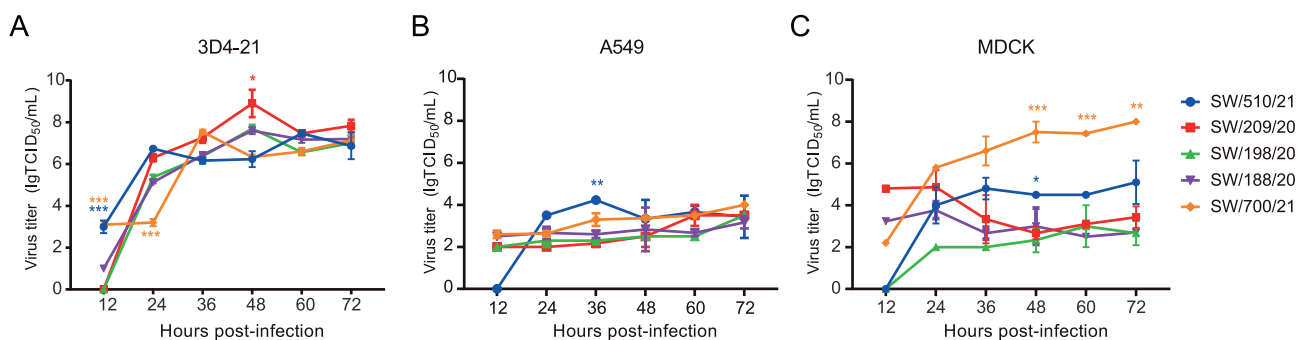 A
3D4-21
Virus titer (lgTCID50/mL)
10
8
6
4
2
0
***
***
***
*
12 24 36 48 60 72
Hours post-infection
B
A549
Virus titer (lgTCID50/mL)
10
8
6
4
2
0
**
12 24 36 48 60 72
Hours post-infection
C
MDCK
Virus titer (lgTCID50/mL)
10
8
6
4
2
0
***
***
**
*
12 24 36 48 60 72
Hours post-infection
SW/510/21
SW/209/20
SW/198/20
SW/188/20
SW/700/21